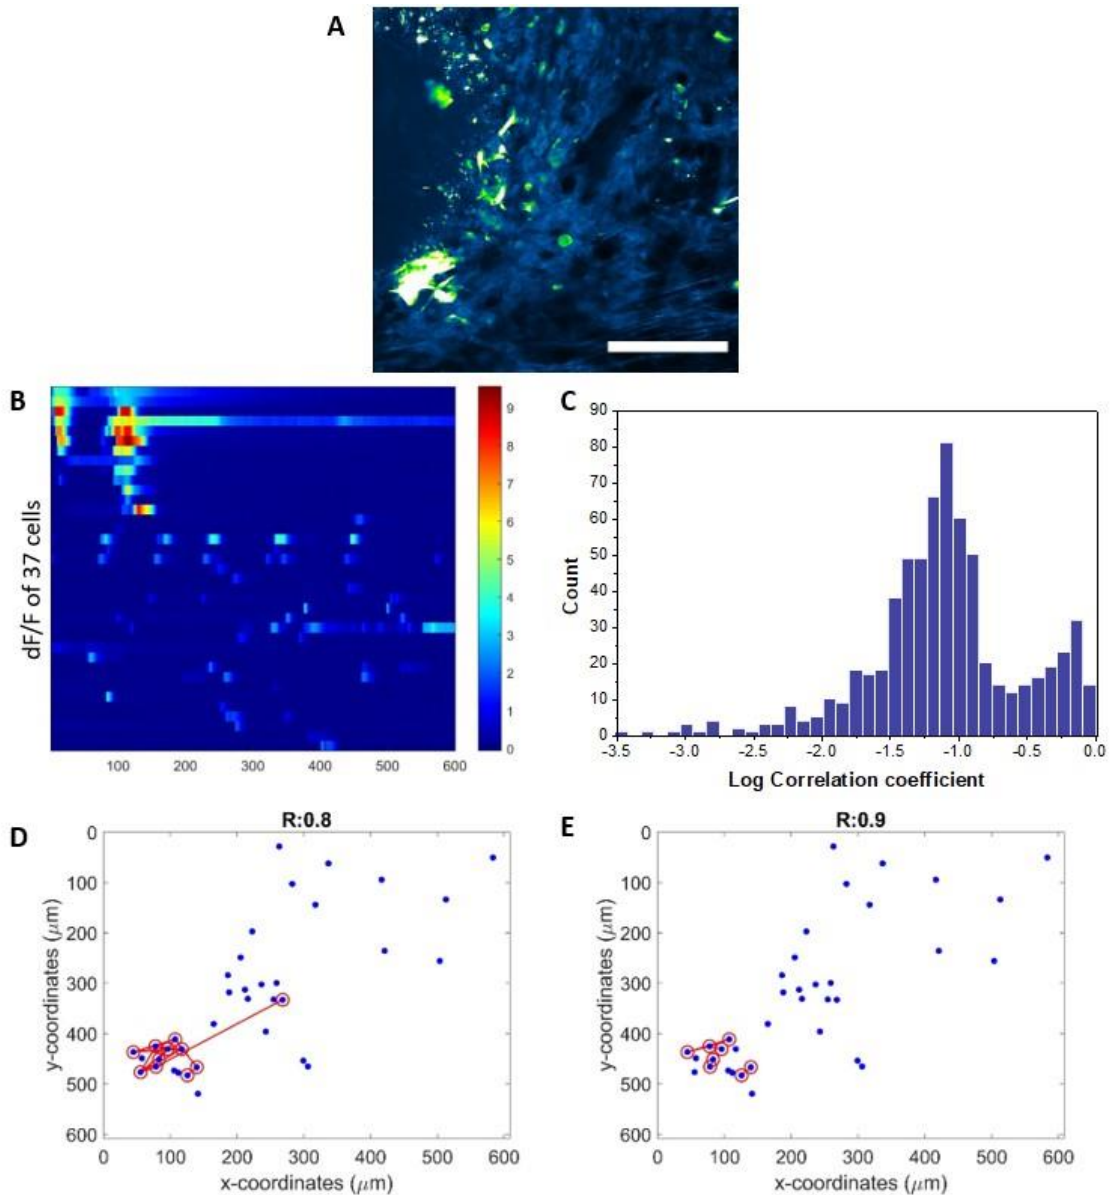 A
B
dF/F of 37 cells
9
8
7
6
5
4
3
2
1
0
100 200 300 400 500 600
C
Count
90
80
70
60
50
40
30
20
10
0
-3.5 -3.0 -2.5 -2.0 -1.5 -1.0 -0.5 0.0
Log Correlation coefficient
D
R:0.8
y-coordinates (μm)
0
100
200
300
400
500
600
0 100 200 300 400 500 600
x-coordinates (μm)
E
R:0.9
y-coordinates (μm)
0
100
200
300
400
500
600
0 100 200 300 400 500 600
x-coordinates (μm)